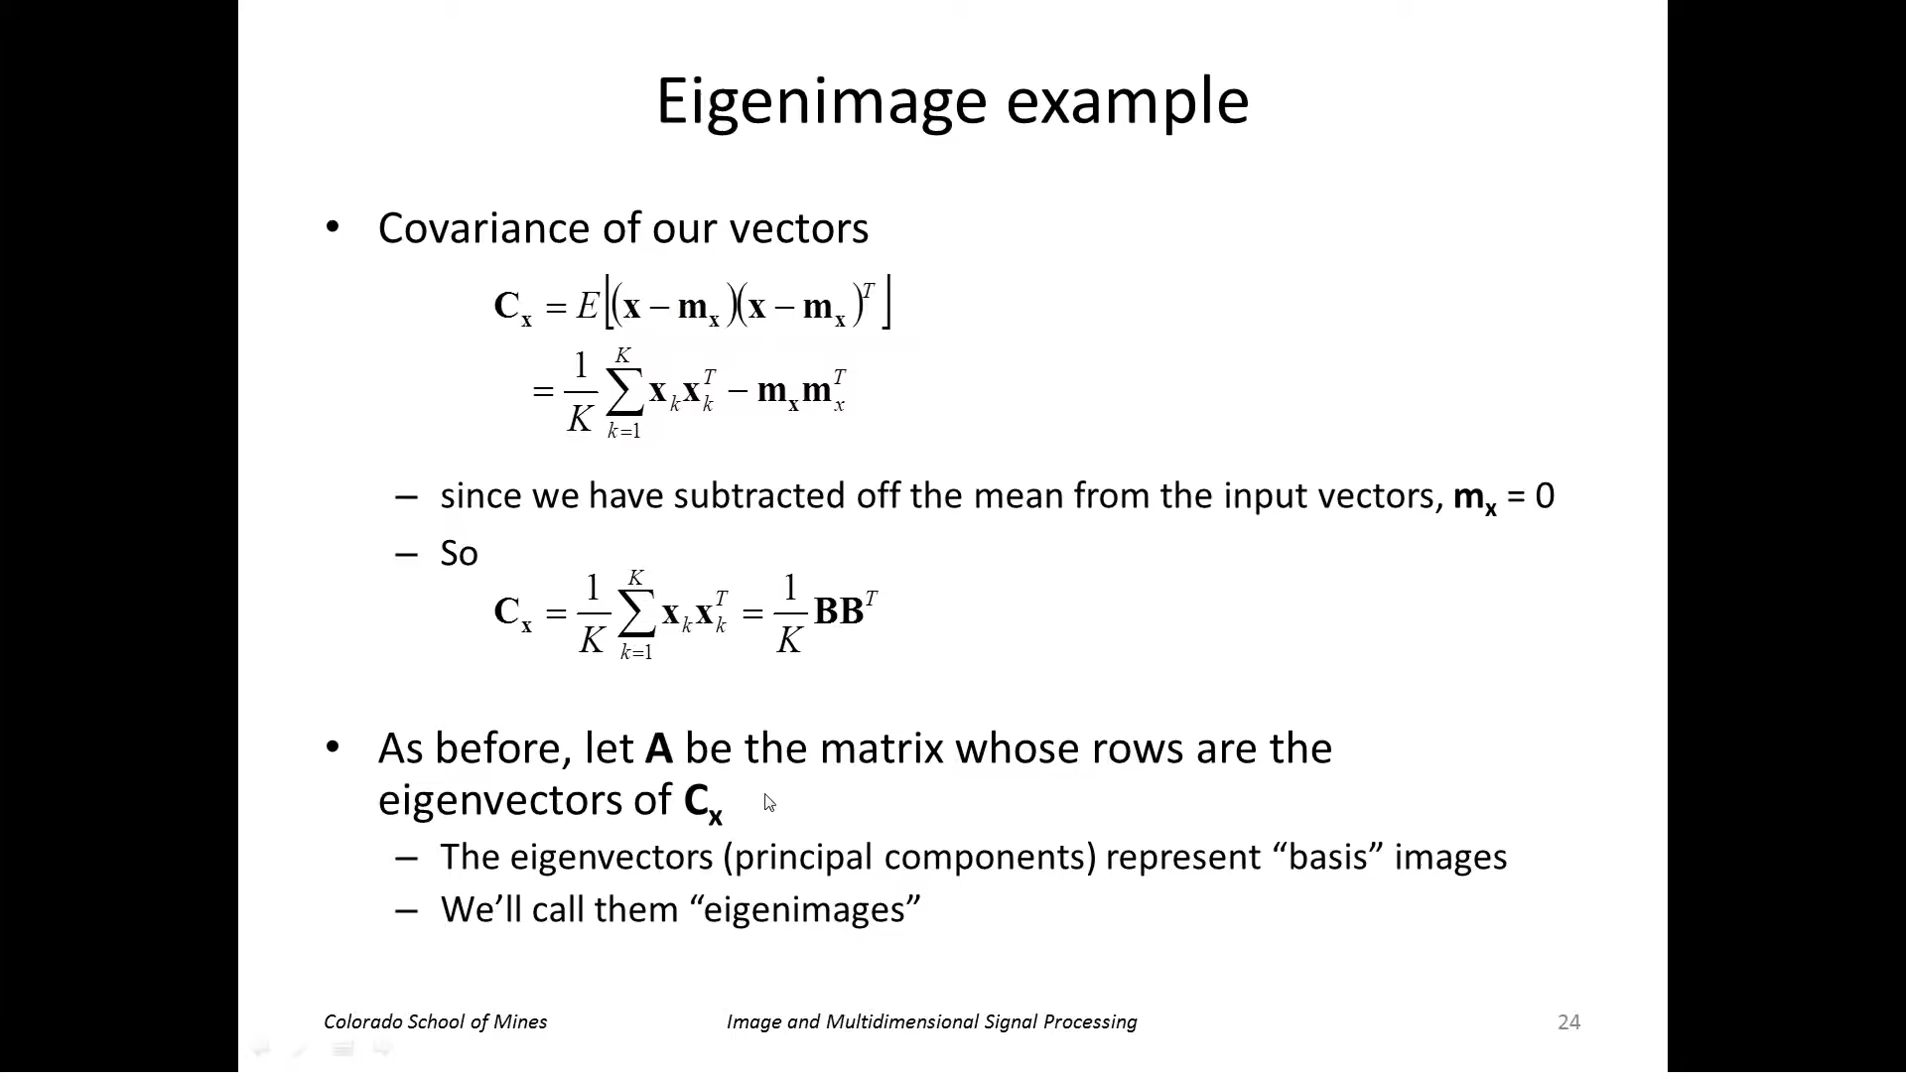 Eigenimage example
• Covariance of our vectors
C_x = E[(x − m_x)(x − m_x)^T]
= 1/K ∑_{k=1}^{K} x_k x_k^T − m_x m_x^T
– since we have subtracted off the mean from the input vectors, m_x = 0
– So
C_x = 1/K ∑_{k=1}^{K} x_k x_k^T = 1/K BB^T
• As before, let A be the matrix whose rows are the
eigenvectors of C_x
– The eigenvectors (principal components) represent “basis” images
– We’ll call them “eigenimages”
Colorado School of Mines
Image and Multidimensional Signal Processing
24